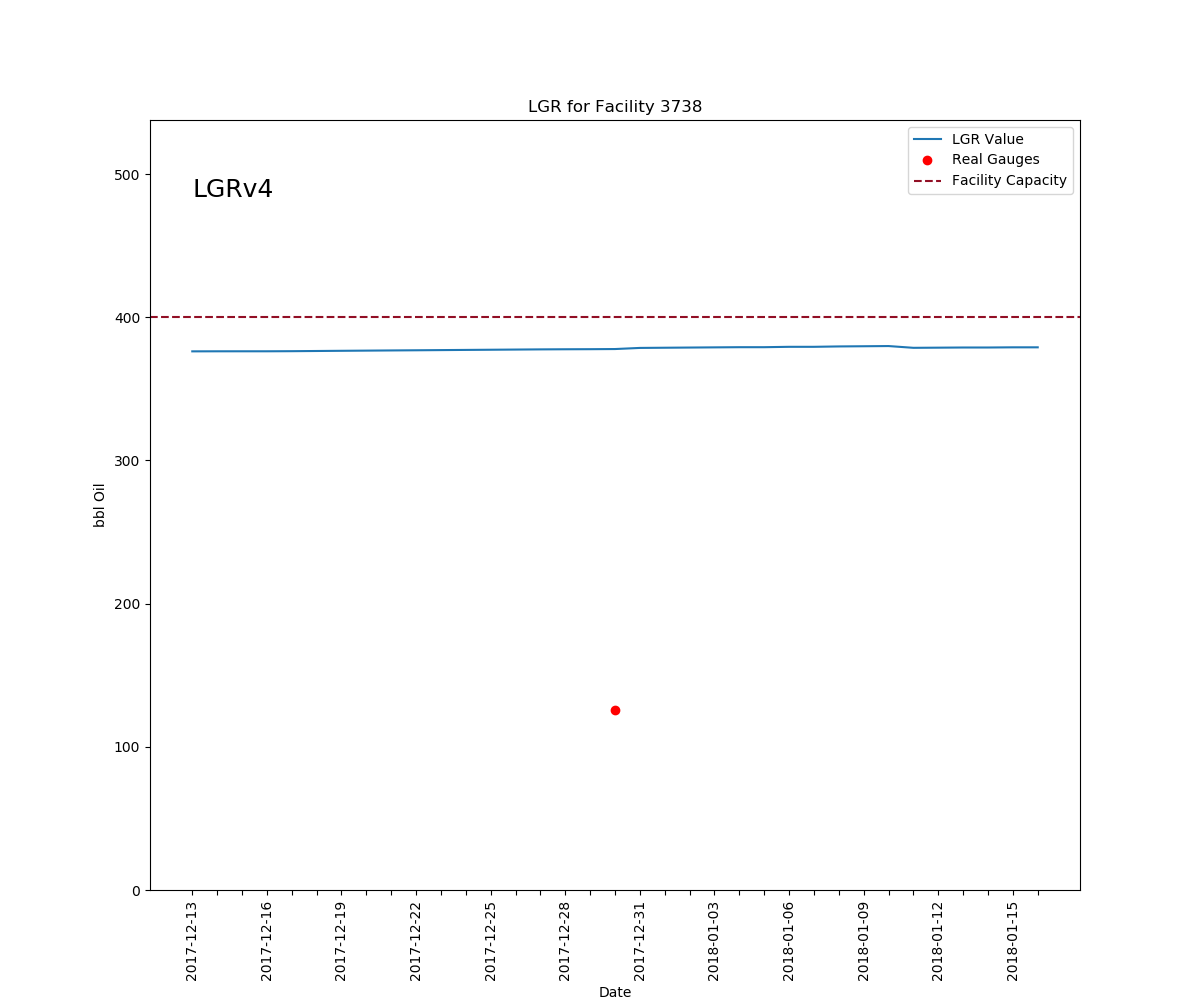 LGR for Facility 3738
LGRv4
LGR Value
Real Gauges
Facility Capacity
bbl Oil
500
400
300
200
100
0
2017-12-13
2017-12-16
2017-12-19
2017-12-22
2017-12-25
2017-12-28
2017-12-31
2018-01-03
2018-01-06
2018-01-09
2018-01-12
2018-01-15
Date